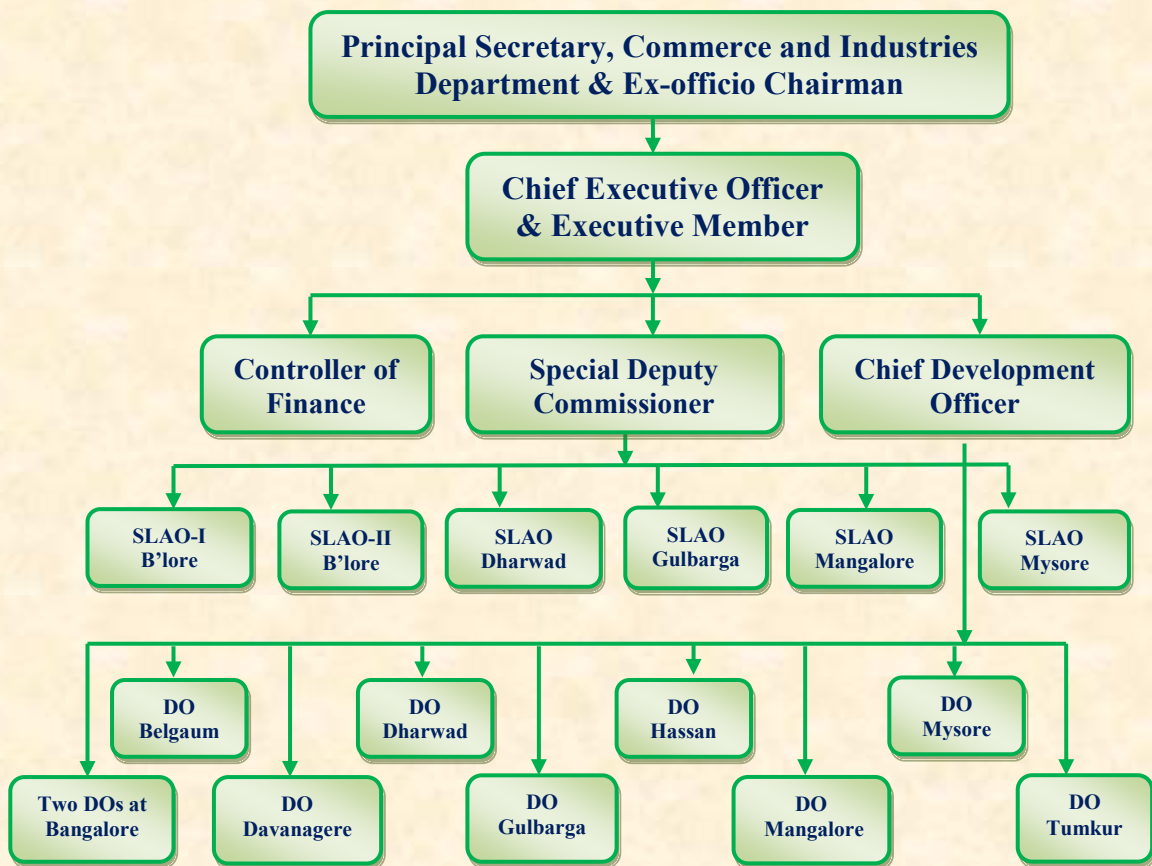 Principal Secretary, Commerce and Industries
Department & Ex-officio Chairman
Chief Executive Officer
& Executive Member
Controller of
Finance
Special Deputy
Commissioner
Chief Development
Officer
SLAO-I
B’lore
SLAO-II
B’lore
SLAO
Dharwad
SLAO
Gulbarga
SLAO
Mangalore
SLAO
Mysore
DO
Belgaum
DO
Dharwad
DO
Hassan
DO
Mysore
Two DOs at
Bangalore
DO
Davanagere
DO
Gulbarga
DO
Mangalore
DO
Tumkur